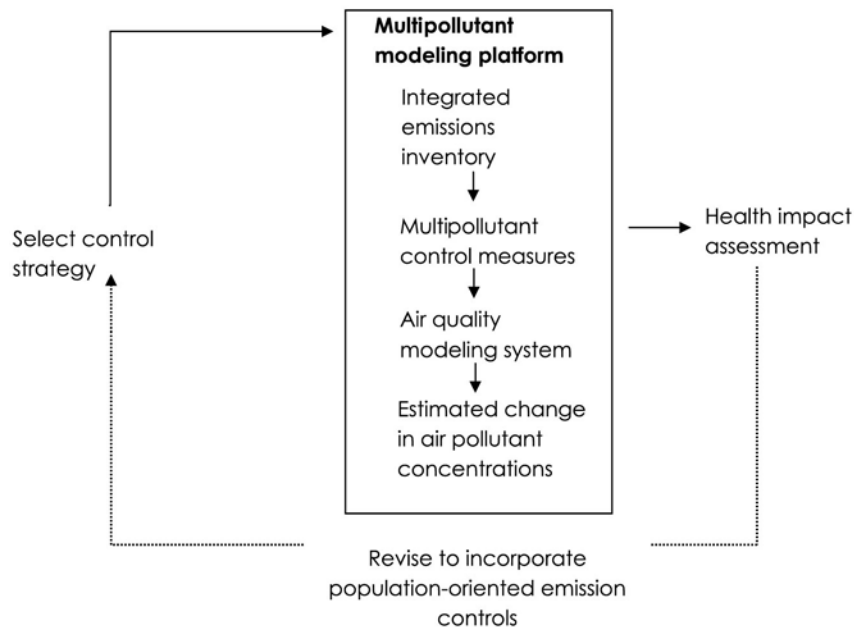 Multipollutant
modeling platform
Integrated
emissions
inventory
Multipollutant
control measures
Air quality
modeling system
Estimated change
in air pollutant
concentrations
Select control
strategy
Health impact
assessment
Revise to incorporate
population-oriented emission
controls